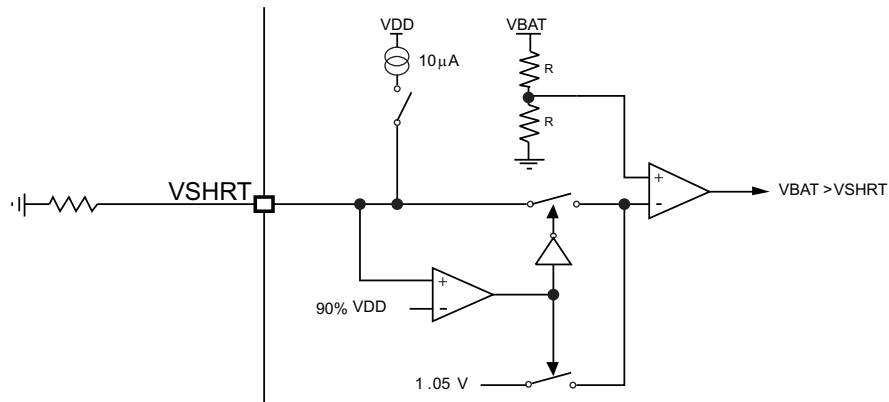 VDD
VBAT
10µA
R
R
VSHRT
+
-
VBAT >VSHRT
+
-
90% VDD
1 .05 V